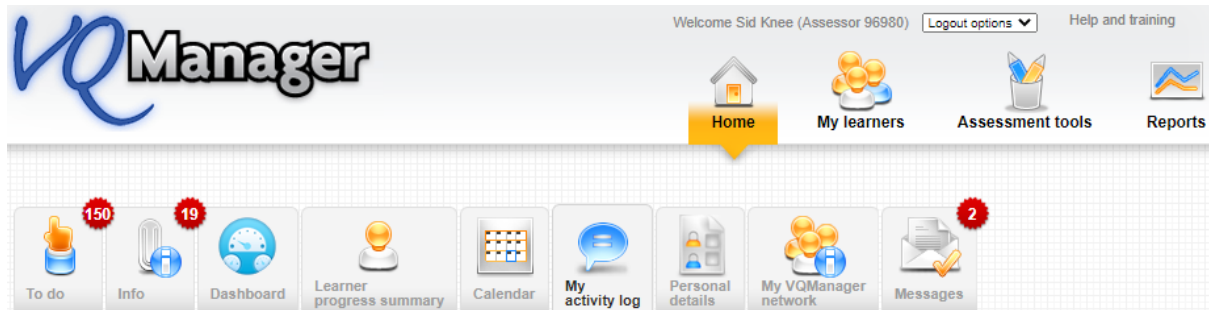 VQManager
Welcome Sid Knee (Assessor 96980) Logout options Help and training
Home My learners Assessment tools Reports
150 19 2
To do
Info
Dashboard
Learner
progress summary
Calendar
My
activity log
Personal
details
My VQManager
network
Messages